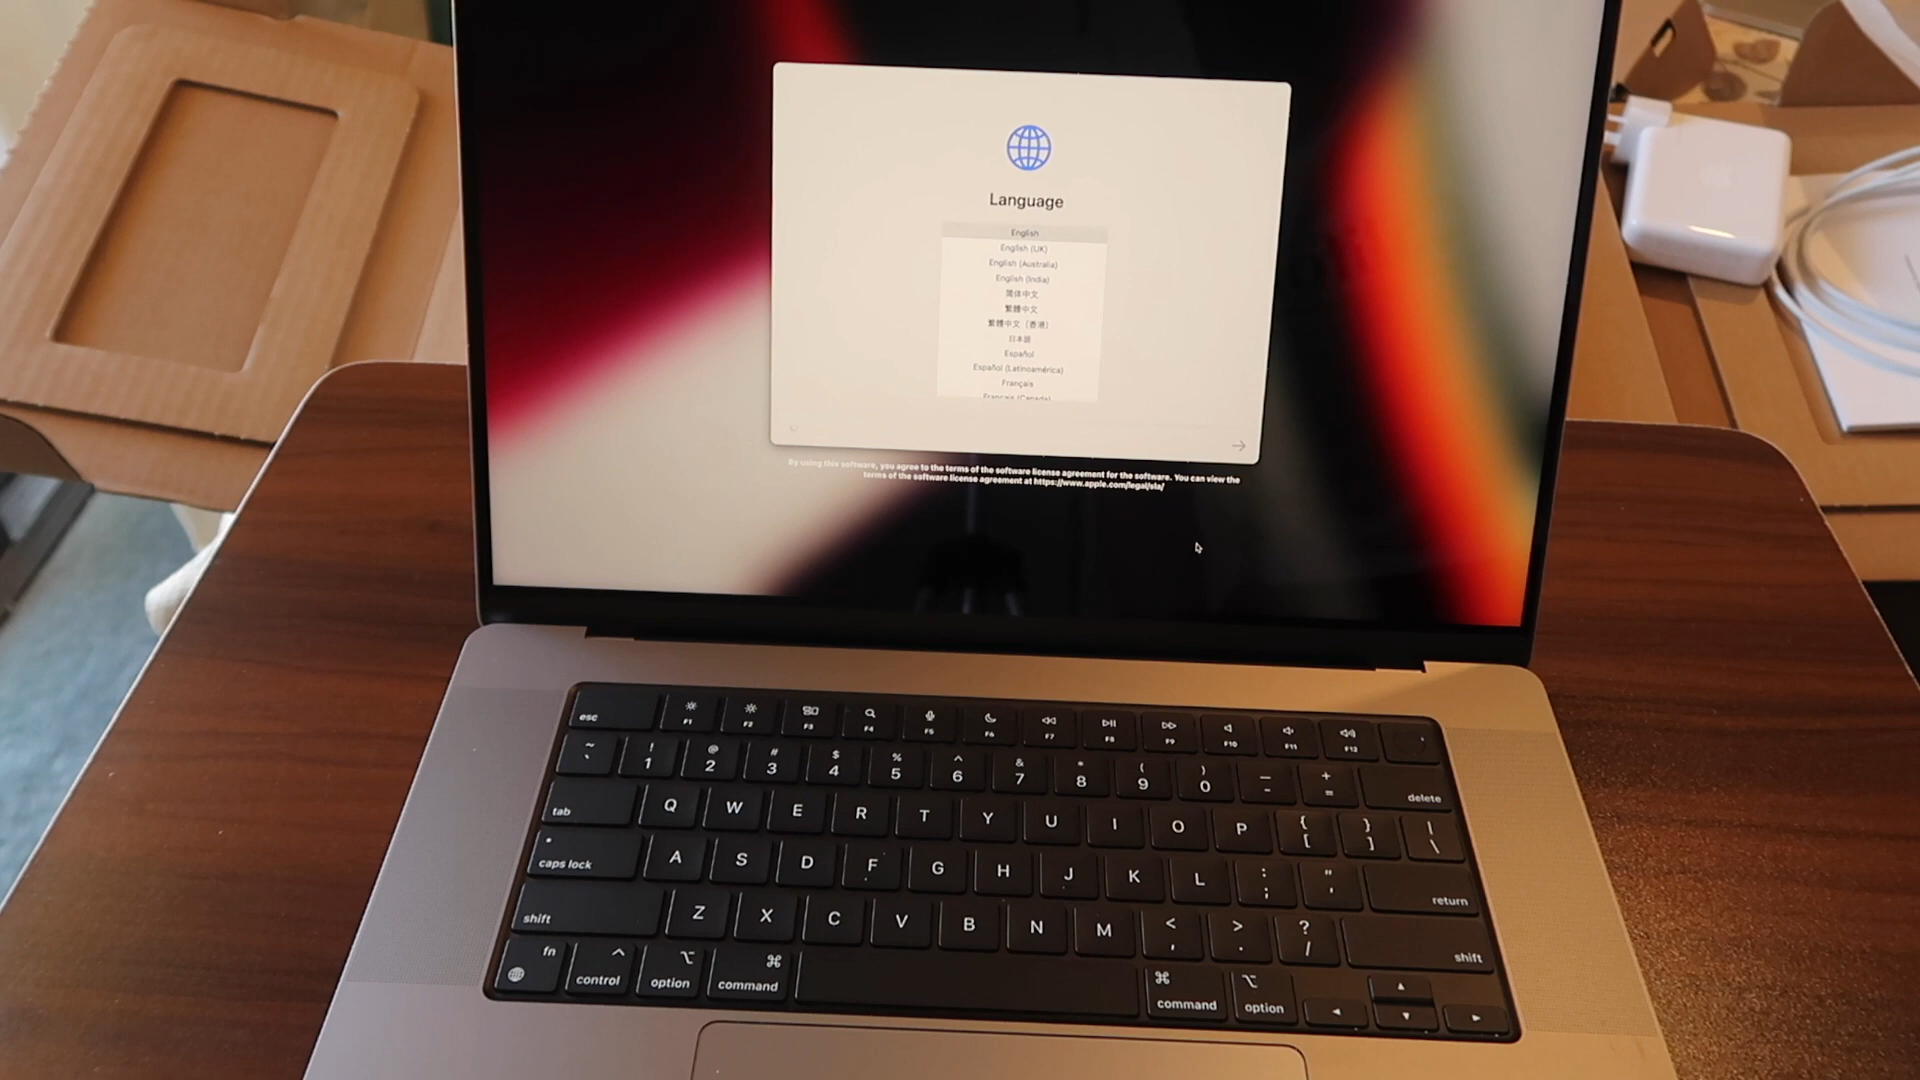 Language
English
English (UK)
English (Australia)
English (India)
简体中文
繁體中文
繁體中文（香港）
日本語
Español
Español (Latinoamérica)
Français
Français (Canada)
By using this software, you agree to the terms of the software license agreement for the software. You can view the
terms of the software license agreement at https://www.apple.com/legal/sla/
esc F1 F2 F3 F4 F5 F6 F7 F8 F9 F10 F11 F12
~ ! @ # $ % ^ & * ( ) — +
` 1 2 3 4 5 6 7 8 9 0 - = delete
tab Q W E R T Y U I O P { [ } ] | \
caps lock A S D F G H J K L : ; " ' return
shift Z X C V B N M < , > . ? / shift
fn control option command command option